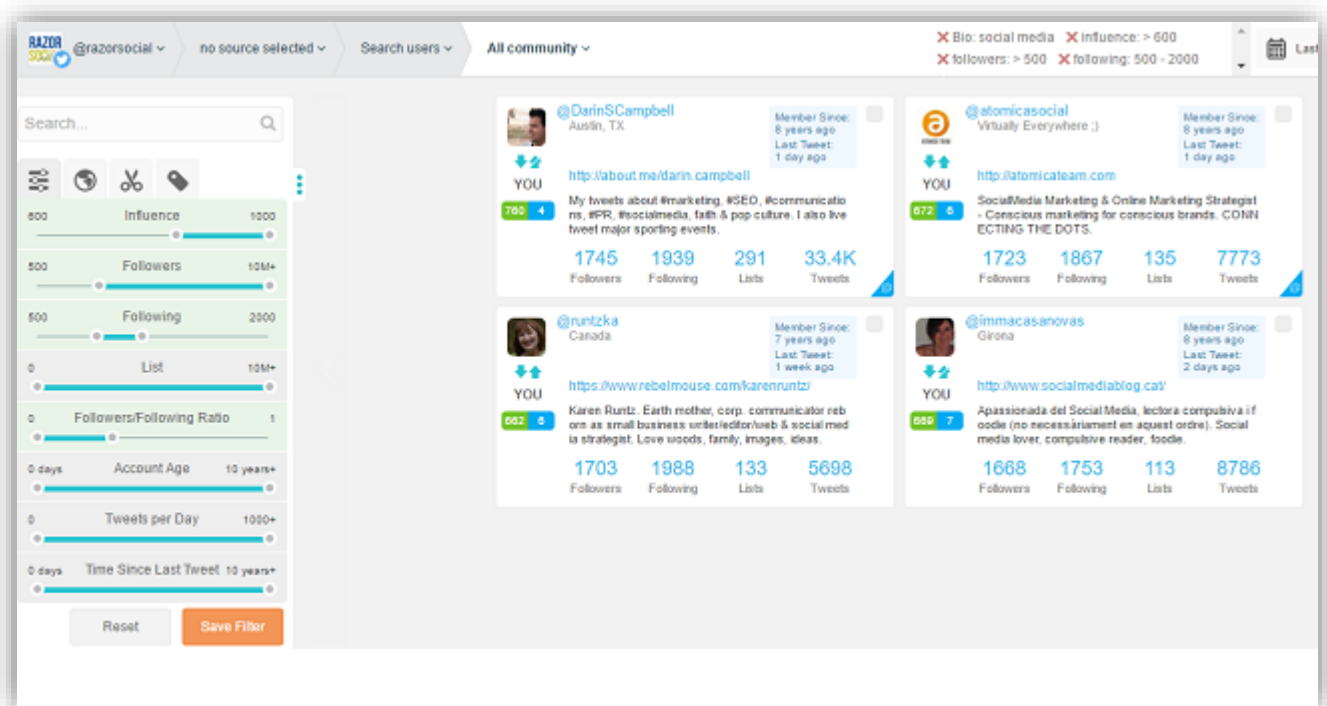 RAZOR
SOCIAL
@razorsocial
no source selected
Search users
All community
Bio: social media influence: > 600
followers: > 500 following: 500 - 2000
Last
Search...
600 Influence 1000
500 Followers 10M+
500 Following 2000
0 List 10M+
0 Followers/Following Ratio 1
0 days Account Age 10 years+
0 Tweets per Day 1000+
0 days Time Since Last Tweet 10 years+
Reset Save Filter
@DarinSCampbell
Austin, TX
Member Since:
8 years ago
Last Tweet:
1 day ago
YOU
760 4
http://about.me/darin.campbell
My tweets about #marketing, #SEO, #communicatio
ns, #PR, #socialmedia, faith & pop culture. I also live
tweet major sporting events.
1745 1939 291 33.4K
Followers Following Lists Tweets
@atomicasocial
Virtually Everywhere ;)
Member Since:
8 years ago
Last Tweet:
1 day ago
YOU
672 6
http://atomicateam.com
SocialMedia Marketing & Online Marketing Strategist
- Conscious marketing for conscious brands. CONN
ECTING THE DOTS.
1723 1867 135 7773
Followers Following Lists Tweets
@runtzka
Canada
Member Since:
7 years ago
Last Tweet:
1 week ago
YOU
662 6
https://www.rebelmouse.com/karenruntz/
Karen Runtz. Earth mother, corp. communicator reb
orn as small business writer/editor/web & social med
ia strategist. Love woods, family, images, ideas.
1703 1988 133 5698
Followers Following Lists Tweets
@immacasanovas
Girona
Member Since:
8 years ago
Last Tweet:
2 days ago
YOU
669 7
http://www.socialmediablog.cat/
Apassionada del Social Media, lectora compulsiva i f
oodie (no necessàriament en aquest ordre). Social
media lover, compulsive reader, foodie.
1668 1753 113 8786
Followers Following Lists Tweets